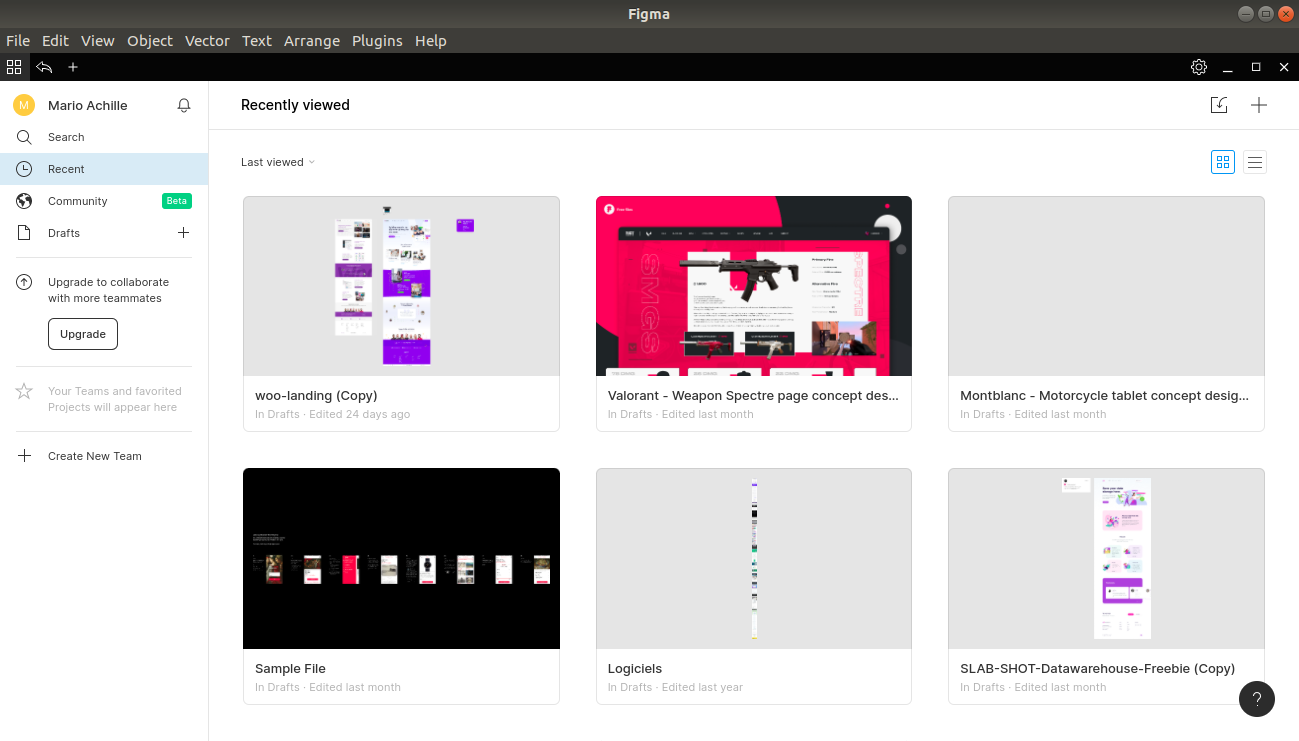 Figma
File Edit View Object Vector Text Arrange Plugins Help
M Mario Achille
Search
Recent
Community Beta
Drafts
Upgrade to collaborate
with more teammates
Upgrade
Your Teams and favorited
Projects will appear here
Create New Team
Recently viewed
Last viewed
woo-landing (Copy)
In Drafts · Edited 24 days ago
SMGS
SPECTRE
Valorant - Weapon Spectre page concept des...
In Drafts · Edited last month
Montblanc - Motorcycle tablet concept desig...
In Drafts · Edited last month
Sample File
In Drafts · Edited last month
Logiciels
In Drafts · Edited last year
SLAB-SHOT-Datawarehouse-Freebie (Copy)
In Drafts · Edited last month
?